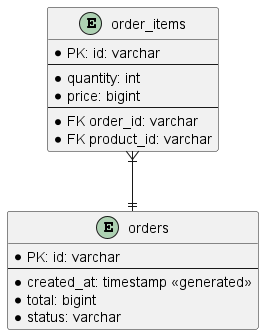 E order_items
PK: id: varchar
quantity: int
price: bigint
FK order_id: varchar
FK product_id: varchar
E orders
PK: id: varchar
created_at: timestamp «generated»
total: bigint
status: varchar